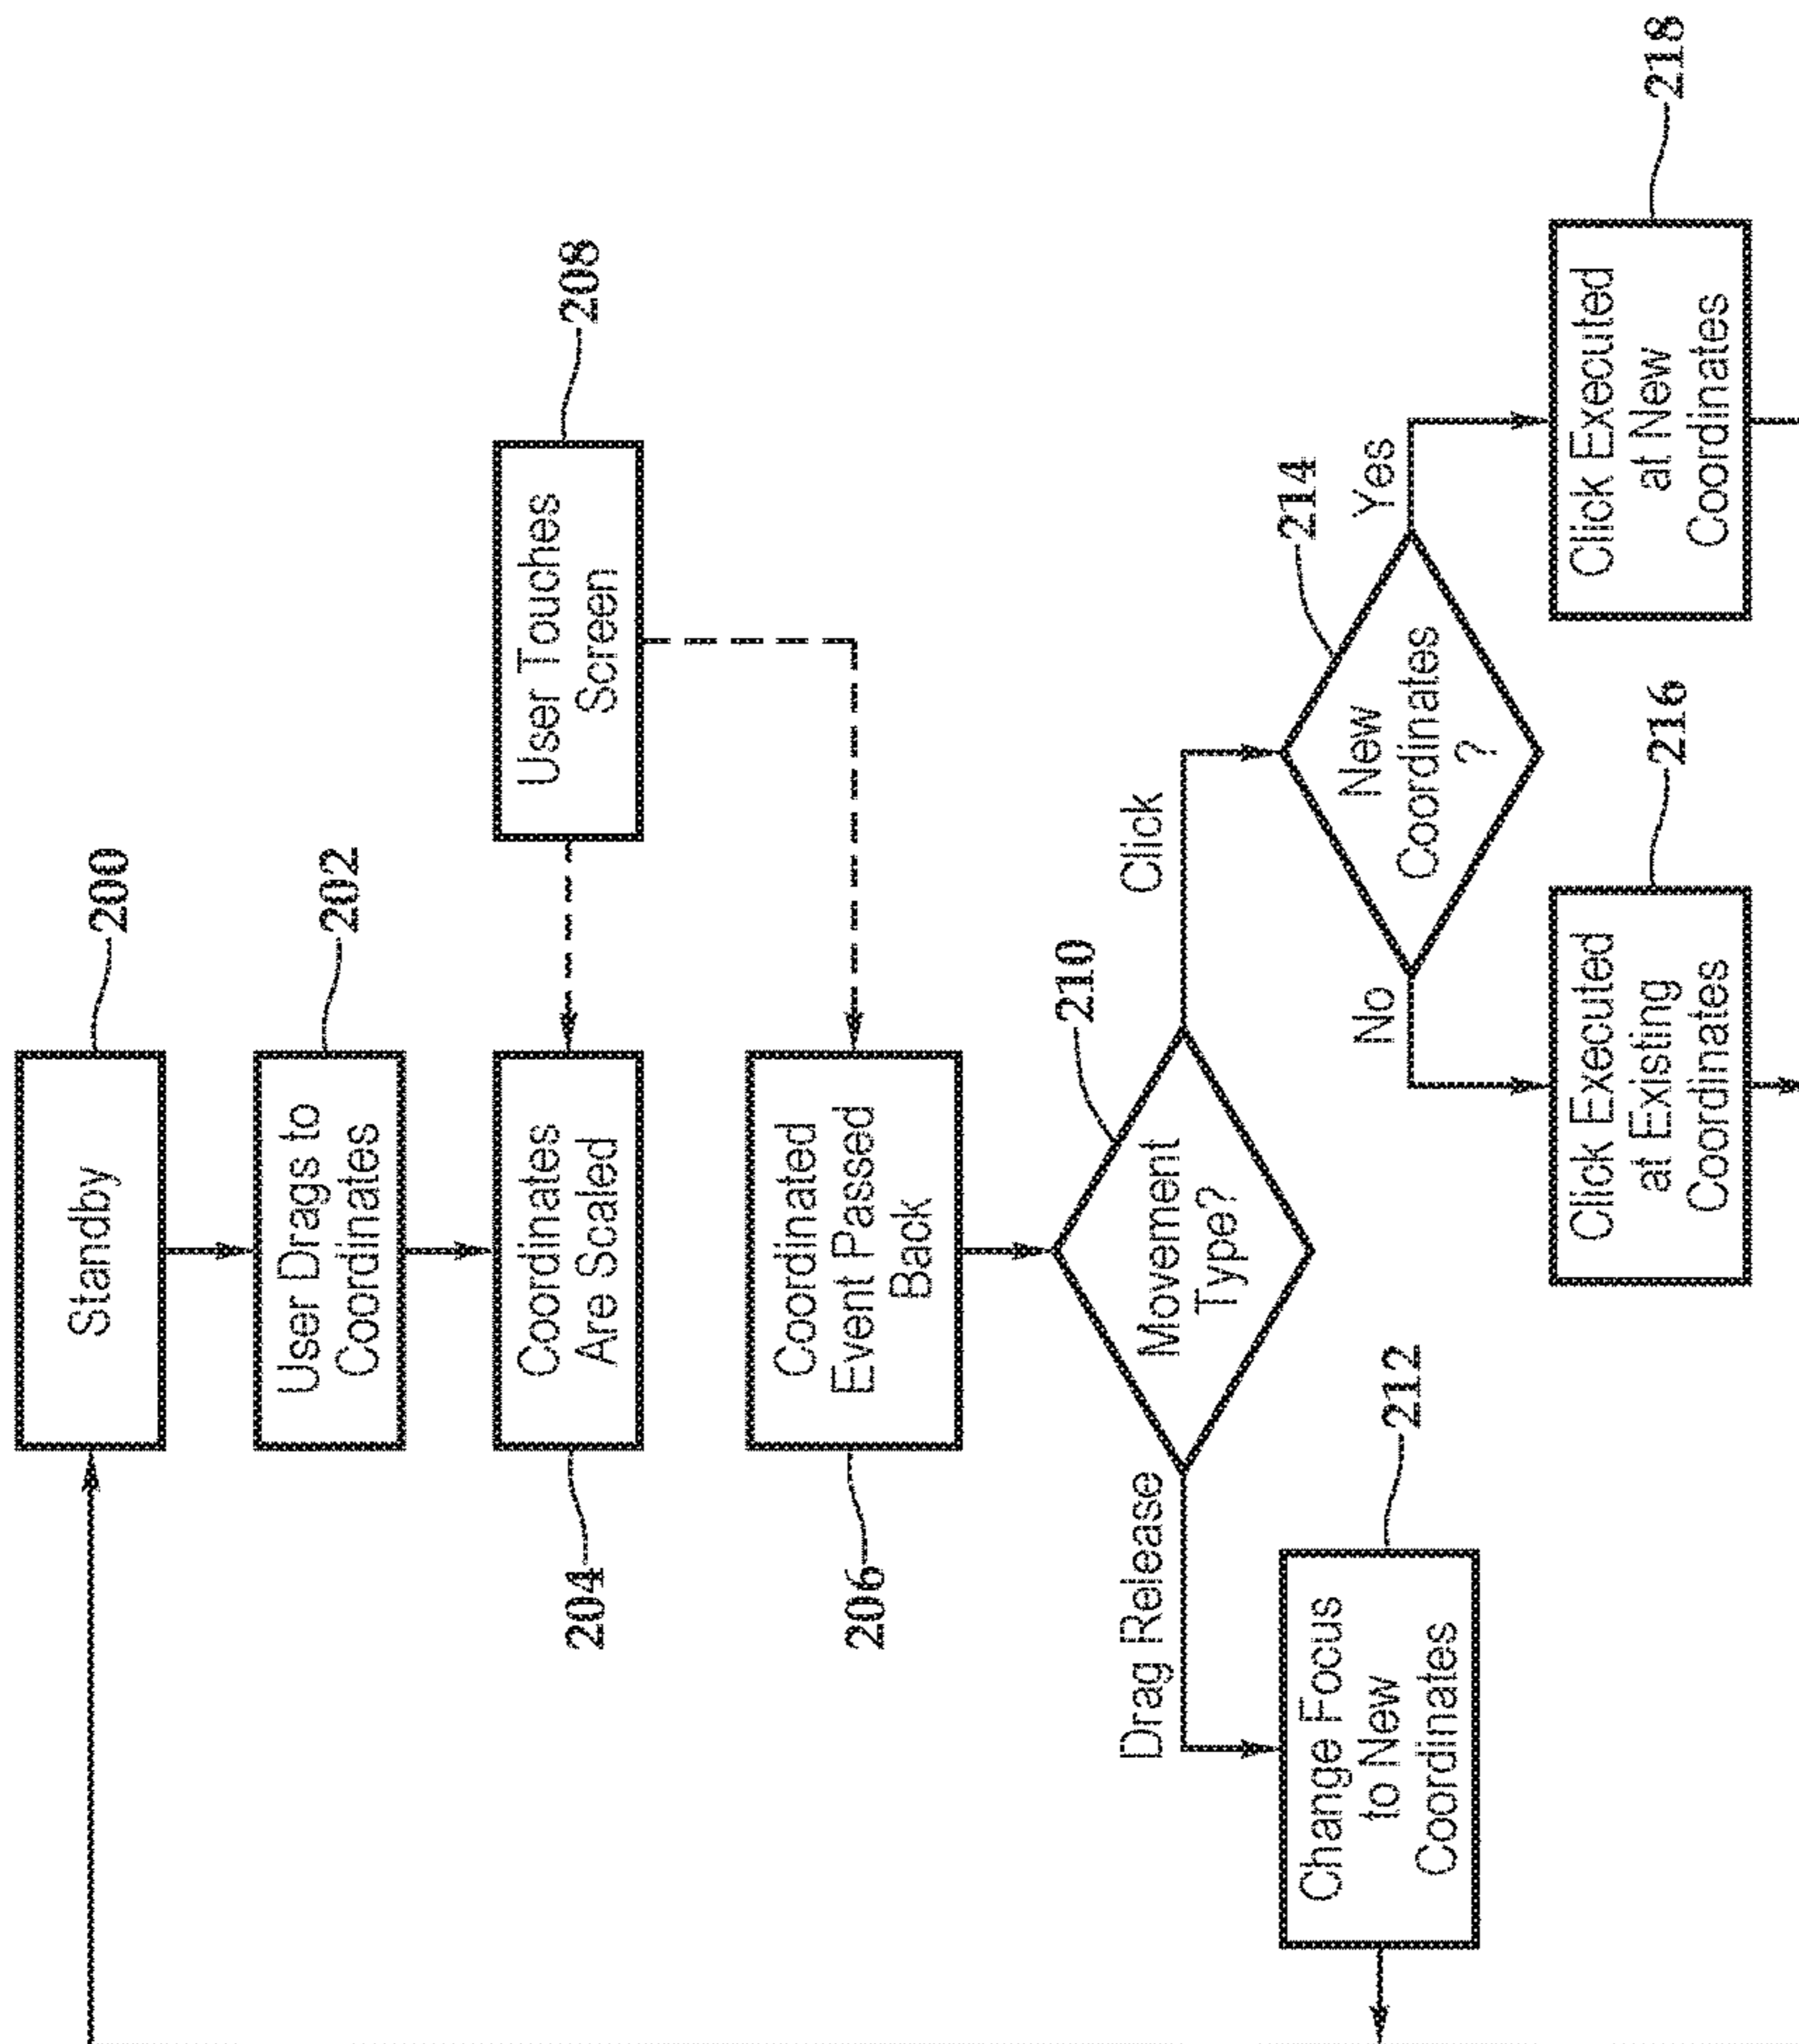 Standby
200
User Drags to
Coordinates
202
Coordinates
Are Scaled
204
User Touches
Screen
208
Coordinated
Event Passed
Back
206
Movement
Type?
210
Drag Release
Click
Change Focus
to New
Coordinates
212
New
Coordinates
?
214
No
Yes
Click Executed
at Existing
Coordinates
216
Click Executed
at New
Coordinates
218